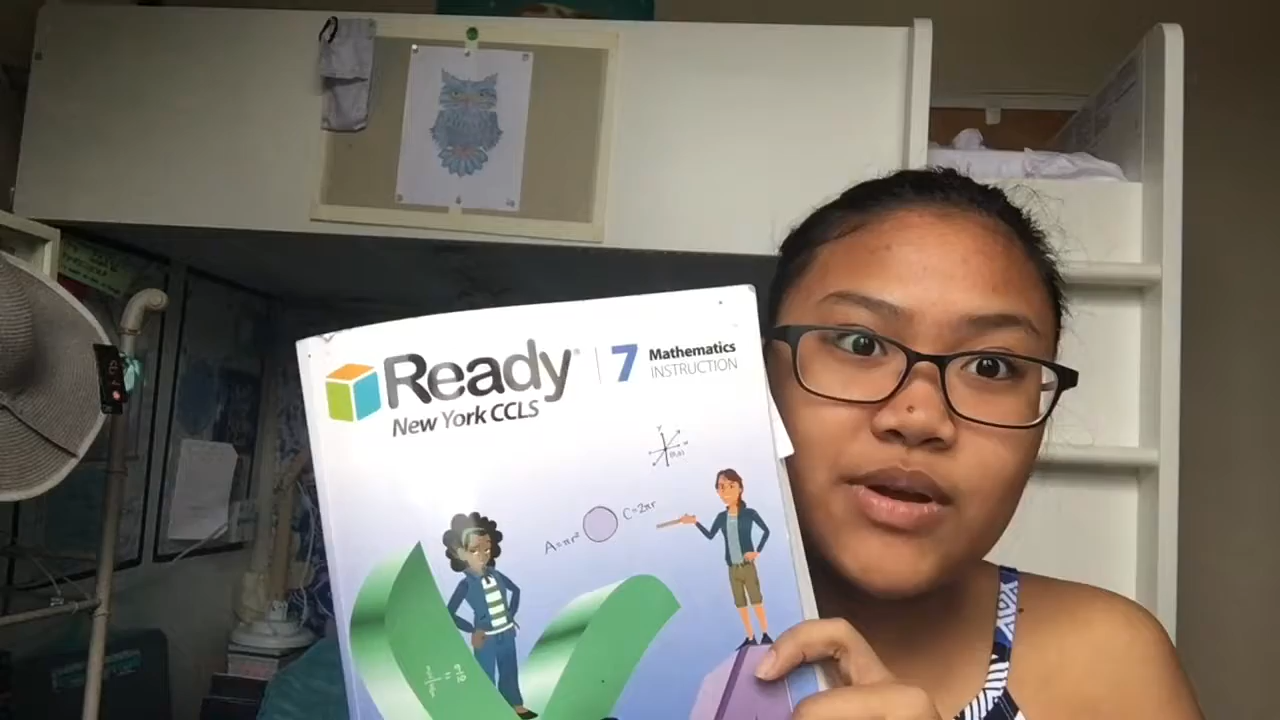 Ready®
7
Mathematics
INSTRUCTION
New York CCLS
C=2πr
A=πr²